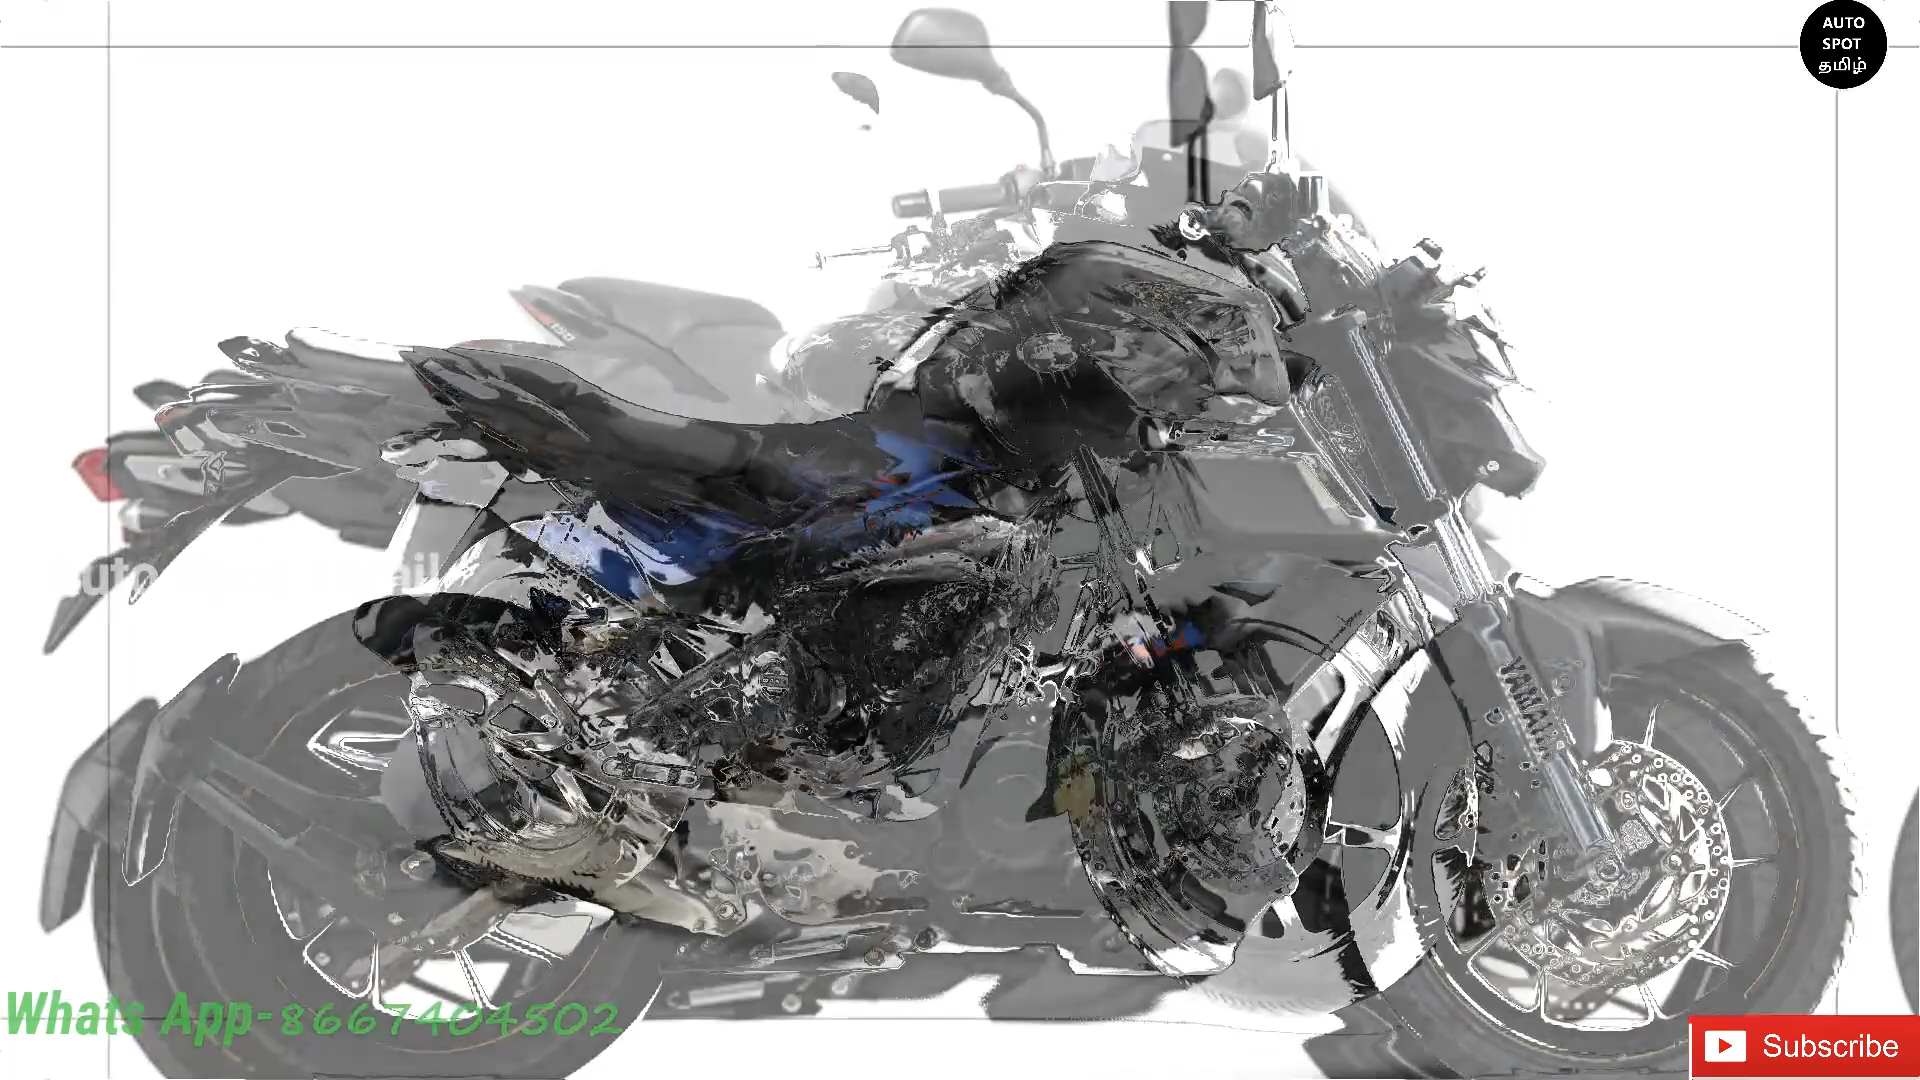 AUTO
SPOT
தமிழ்
YAMAHA
Whats App-8667404502
Subscribe